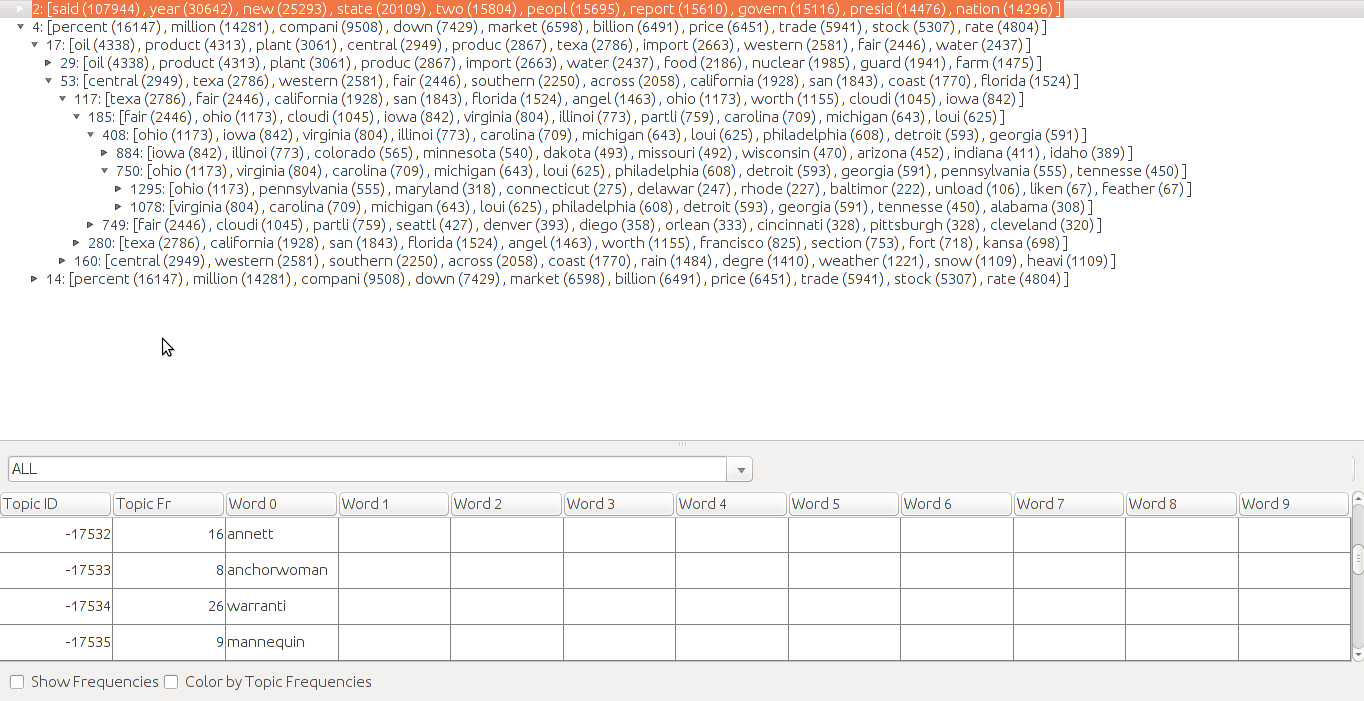 2: [said (107944) , year (30642) , new (25293) , state (20109) , two (15804) , peopl (15695) , report (15610) , govern (15116) , presid (14476) , nation (14296) ]
4: [percent (16147) , million (14281) , compani (9508) , down (7429) , market (6598) , billion (6491) , price (6451) , trade (5941) , stock (5307) , rate (4804) ]
17: [oil (4338) , product (4313) , plant (3061) , central (2949) , produc (2867) , texa (2786) , import (2663) , western (2581) , fair (2446) , water (2437) ]
29: [oil (4338) , product (4313) , plant (3061) , produc (2867) , import (2663) , water (2437) , food (2186) , nuclear (1985) , guard (1941) , farm (1475) ]
53: [central (2949) , texa (2786) , western (2581) , fair (2446) , southern (2250) , across (2058) , california (1928) , san (1843) , coast (1770) , florida (1524) ]
117: [texa (2786) , fair (2446) , california (1928) , san (1843) , florida (1524) , angel (1463) , ohio (1173) , worth (1155) , cloudi (1045) , iowa (842) ]
185: [fair (2446) , ohio (1173) , cloudi (1045) , iowa (842) , virginia (804) , illinoi (773) , partli (759) , carolina (709) , michigan (643) , loui (625) ]
408: [ohio (1173) , iowa (842) , virginia (804) , illinoi (773) , carolina (709) , michigan (643) , loui (625) , philadelphia (608) , detroit (593) , georgia (591) ]
884: [iowa (842) , illinoi (773) , colorado (565) , minnesota (540) , dakota (493) , missouri (492) , wisconsin (470) , arizona (452) , indiana (411) , idaho (389) ]
750: [ohio (1173) , virginia (804) , carolina (709) , michigan (643) , loui (625) , philadelphia (608) , detroit (593) , georgia (591) , pennsylvania (555) , tennesse (450) ]
1295: [ohio (1173) , pennsylvania (555) , maryland (318) , connecticut (275) , delawar (247) , rhode (227) , baltimor (222) , unload (106) , liken (67) , feather (67) ]
1078: [virginia (804) , carolina (709) , michigan (643) , loui (625) , philadelphia (608) , detroit (593) , georgia (591) , tennesse (450) , alabama (308) ]
749: [fair (2446) , cloudi (1045) , partli (759) , seattl (427) , denver (393) , diego (358) , orlean (333) , cincinnati (328) , pittsburgh (328) , cleveland (320) ]
280: [texa (2786) , california (1928) , san (1843) , florida (1524) , angel (1463) , worth (1155) , francisco (825) , section (753) , fort (718) , kansa (698) ]
160: [central (2949) , western (2581) , southern (2250) , across (2058) , coast (1770) , rain (1484) , degre (1410) , weather (1221) , snow (1109) , heavi (1109) ]
14: [percent (16147) , million (14281) , compani (9508) , down (7429) , market (6598) , billion (6491) , price (6451) , trade (5941) , stock (5307) , rate (4804) ]
ALL
Topic ID Topic Fr Word 0 Word 1 Word 2 Word 3 Word 4 Word 5 Word 6 Word 7 Word 8 Word 9
-17532 16 annett
-17533 8 anchorwoman
-17534 26 warranti
-17535 9 mannequin
Show Frequencies Color by Topic Frequencies